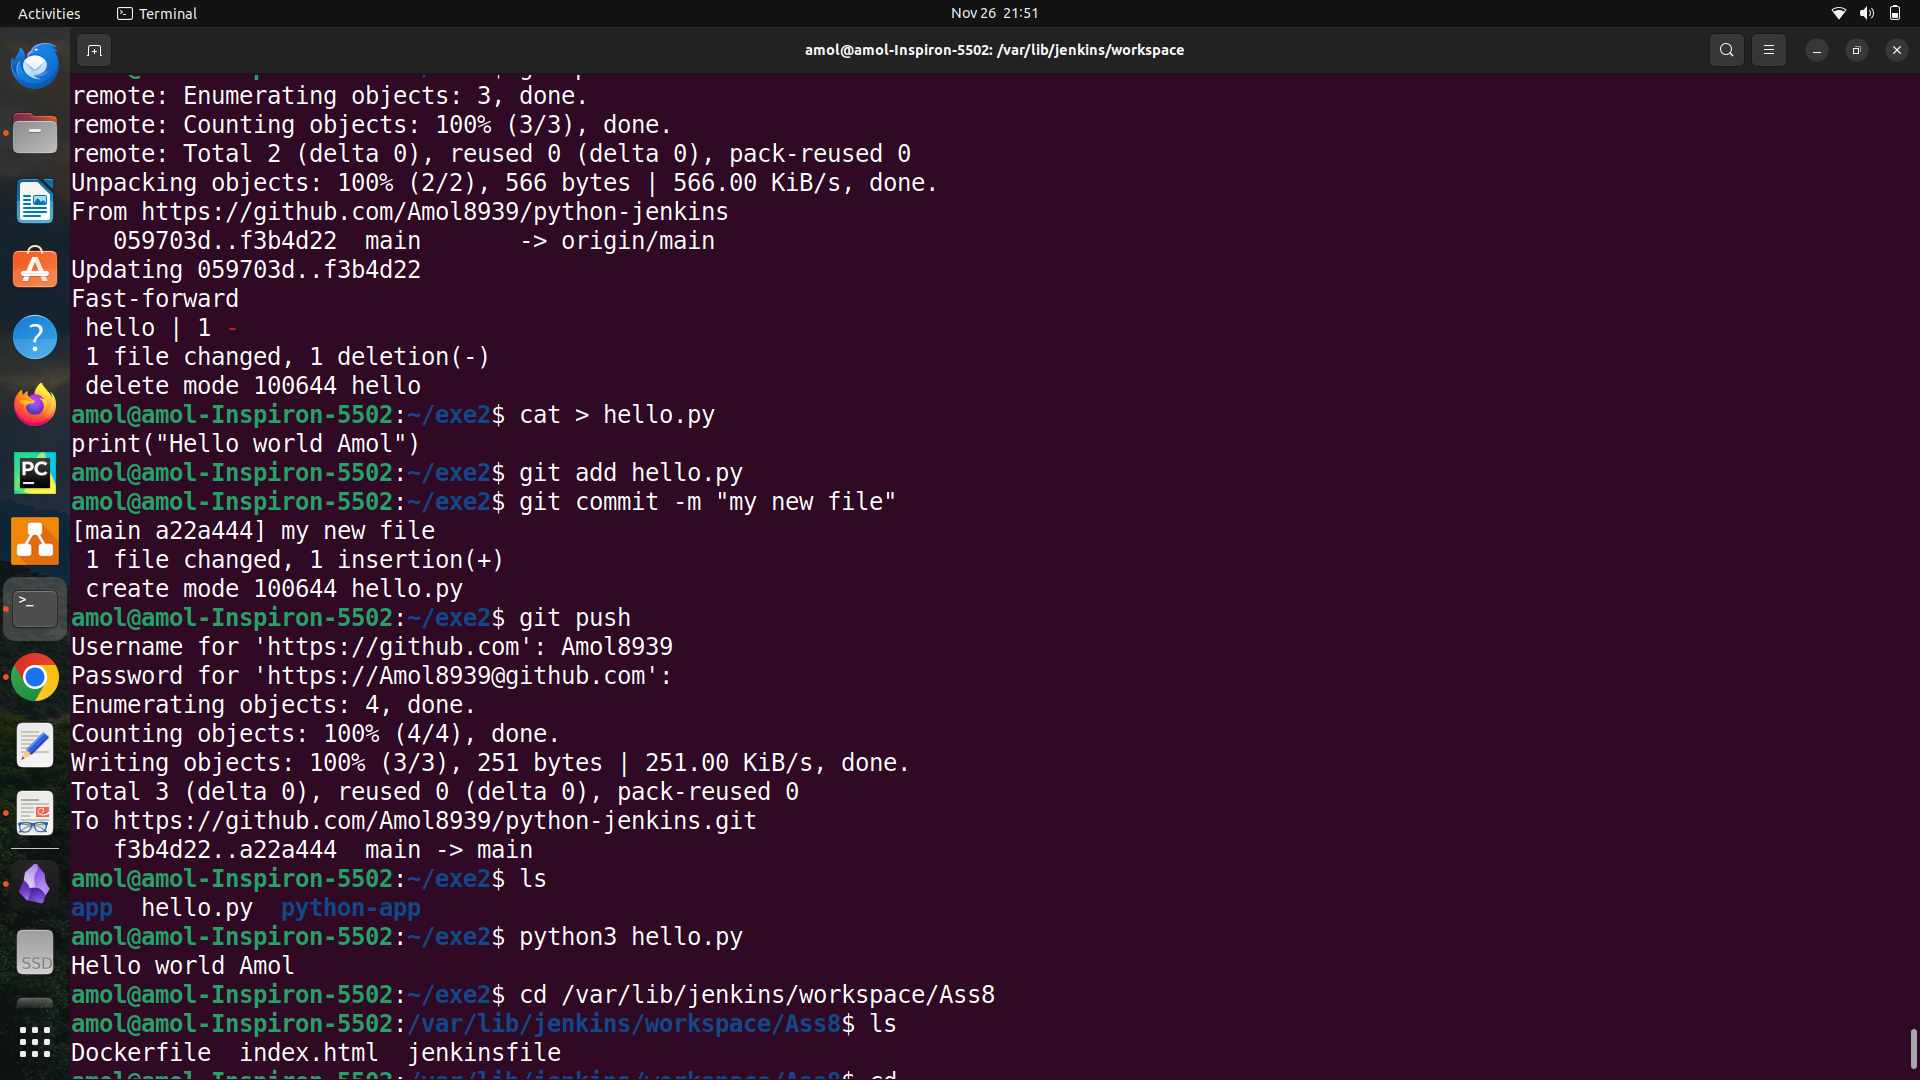 Activities
Terminal
Nov 26 21:51
amol@amol-Inspiron-5502: /var/lib/jenkins/workspace
remote: Enumerating objects: 3, done.
remote: Counting objects: 100% (3/3), done.
remote: Total 2 (delta 0), reused 0 (delta 0), pack-reused 0
Unpacking objects: 100% (2/2), 566 bytes | 566.00 KiB/s, done.
From https://github.com/Amol8939/python-jenkins
   059703d..f3b4d22  main       -> origin/main
Updating 059703d..f3b4d22
Fast-forward
 hello | 1 -
 1 file changed, 1 deletion(-)
 delete mode 100644 hello
amol@amol-Inspiron-5502:~/exe2$ cat > hello.py
print("Hello world Amol")
amol@amol-Inspiron-5502:~/exe2$ git add hello.py
amol@amol-Inspiron-5502:~/exe2$ git commit -m "my new file"
[main a22a444] my new file
 1 file changed, 1 insertion(+)
 create mode 100644 hello.py
amol@amol-Inspiron-5502:~/exe2$ git push
Username for 'https://github.com': Amol8939
Password for 'https://Amol8939@github.com':
Enumerating objects: 4, done.
Counting objects: 100% (4/4), done.
Writing objects: 100% (3/3), 251 bytes | 251.00 KiB/s, done.
Total 3 (delta 0), reused 0 (delta 0), pack-reused 0
To https://github.com/Amol8939/python-jenkins.git
   f3b4d22..a22a444  main -> main
amol@amol-Inspiron-5502:~/exe2$ ls
app  hello.py  python-app
amol@amol-Inspiron-5502:~/exe2$ python3 hello.py
Hello world Amol
amol@amol-Inspiron-5502:~/exe2$ cd /var/lib/jenkins/workspace/Ass8
amol@amol-Inspiron-5502:/var/lib/jenkins/workspace/Ass8$ ls
Dockerfile  index.html  jenkinsfile
amol@amol-Inspiron-5502:/var/lib/jenkins/workspace/Ass8$ cd
PC
>_
SSD